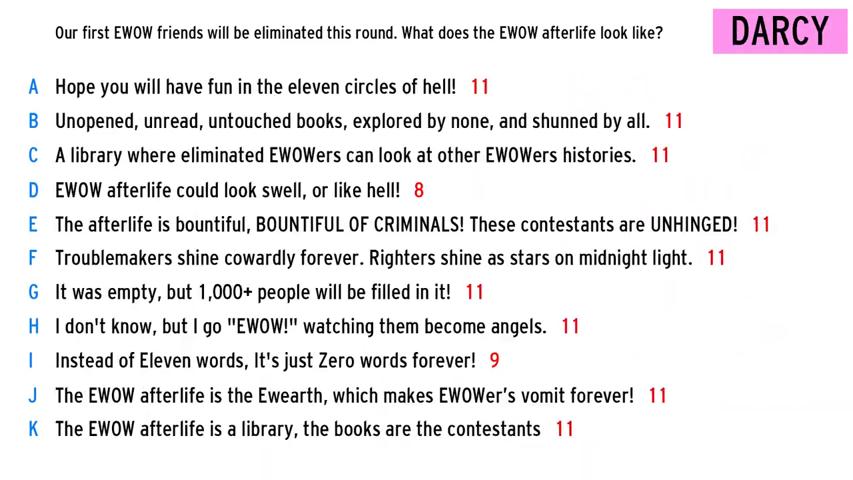 Our first EWOW friends will be eliminated this round. What does the EWOW afterlife look like?
DARCY
A Hope you will have fun in the eleven circles of hell! 11
B Unopened, unread, untouched books, explored by none, and shunned by all. 11
C A library where eliminated EWOWers can look at other EWOWers histories. 11
D EWOW afterlife could look swell, or like hell! 8
E The afterlife is bountiful, BOUNTIFUL OF CRIMINALS! These contestants are UNHINGED! 11
F Troublemakers shine cowardly forever. Righters shine as stars on midnight light. 11
G It was empty, but 1,000+ people will be filled in it! 11
H I don't know, but I go "EWOW!" watching them become angels. 11
I Instead of Eleven words, It's just Zero words forever! 9
J The EWOW afterlife is the Ewearth, which makes EWOWer’s vomit forever! 11
K The EWOW afterlife is a library, the books are the contestants 11